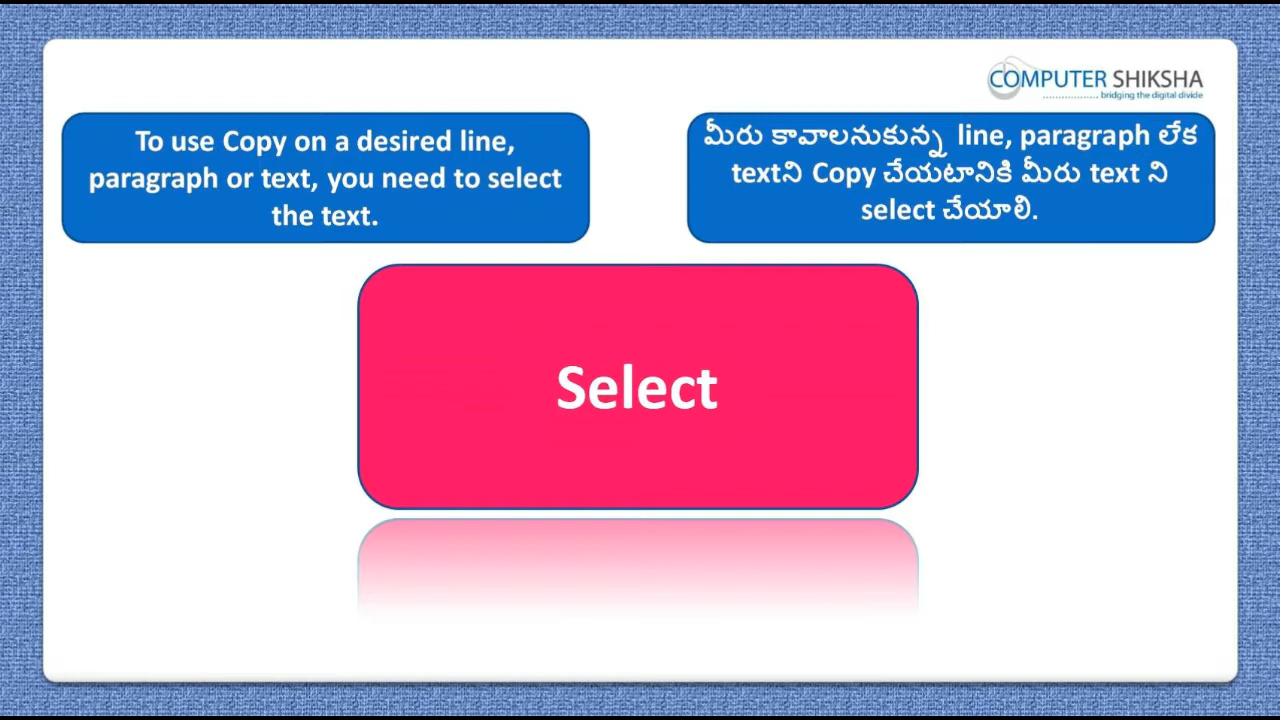 COMPUTER SHIKSHA
bridging the digital divide
To use Copy on a desired line,
paragraph or text, you need to select
the text.
మీరు కావాలనుకున్న line, paragraph లేక
textని Copy చేయటానికి మీరు text ని
select చేయాలి.
Select